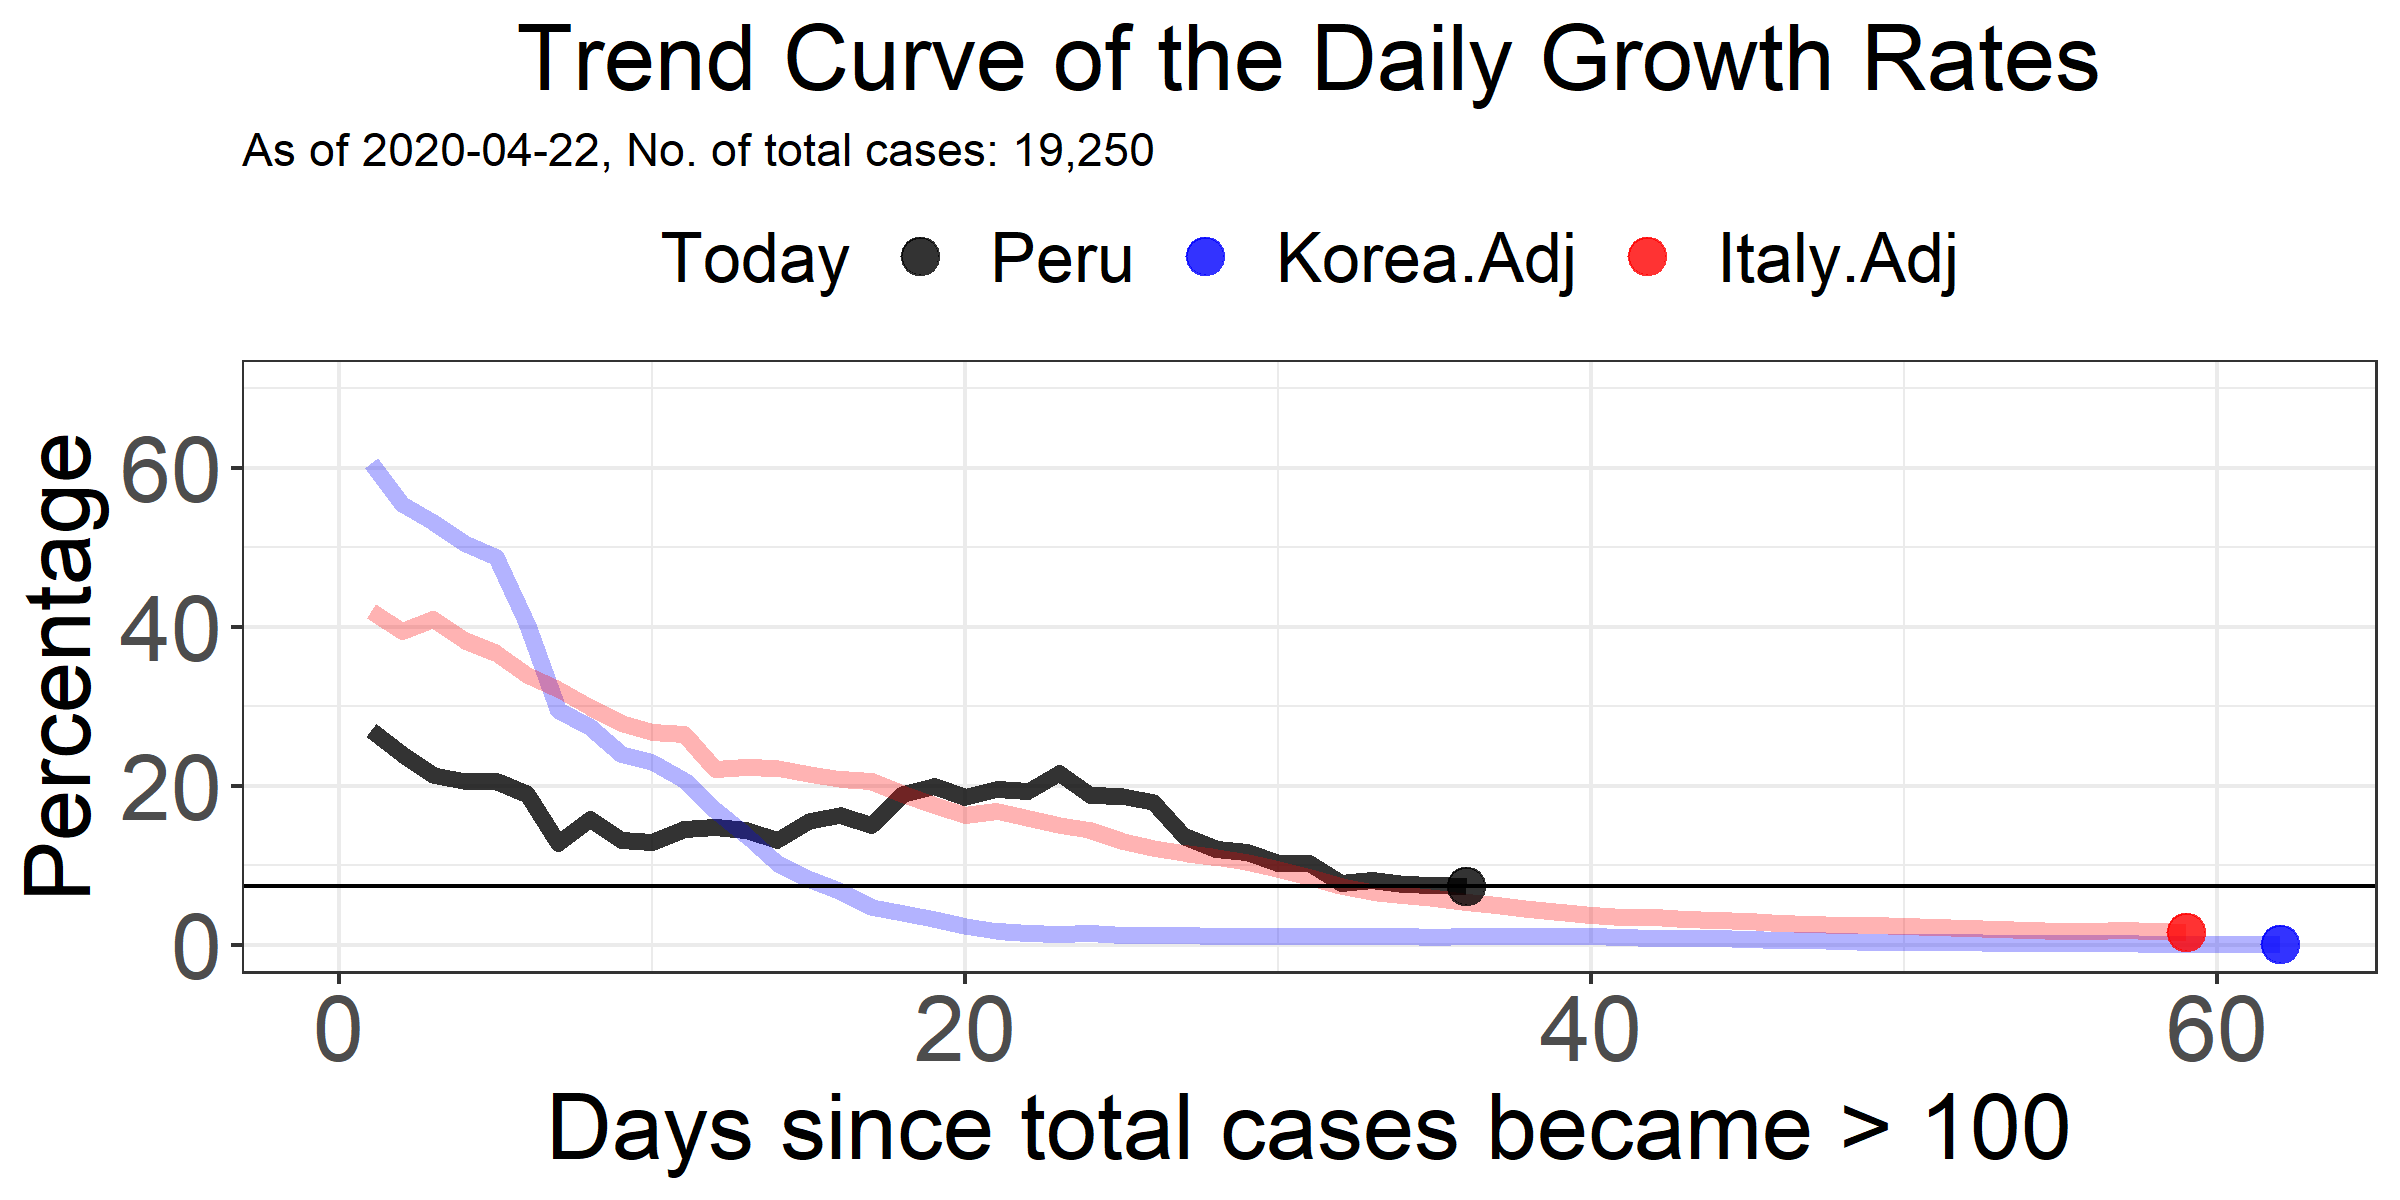 Trend Curve of the Daily Growth Rates
As of 2020-04-22, No. of total cases: 19,250
Today Peru Korea.Adj Italy.Adj
Percentage
60
40
20
0
0 20 40 60
Days since total cases became > 100